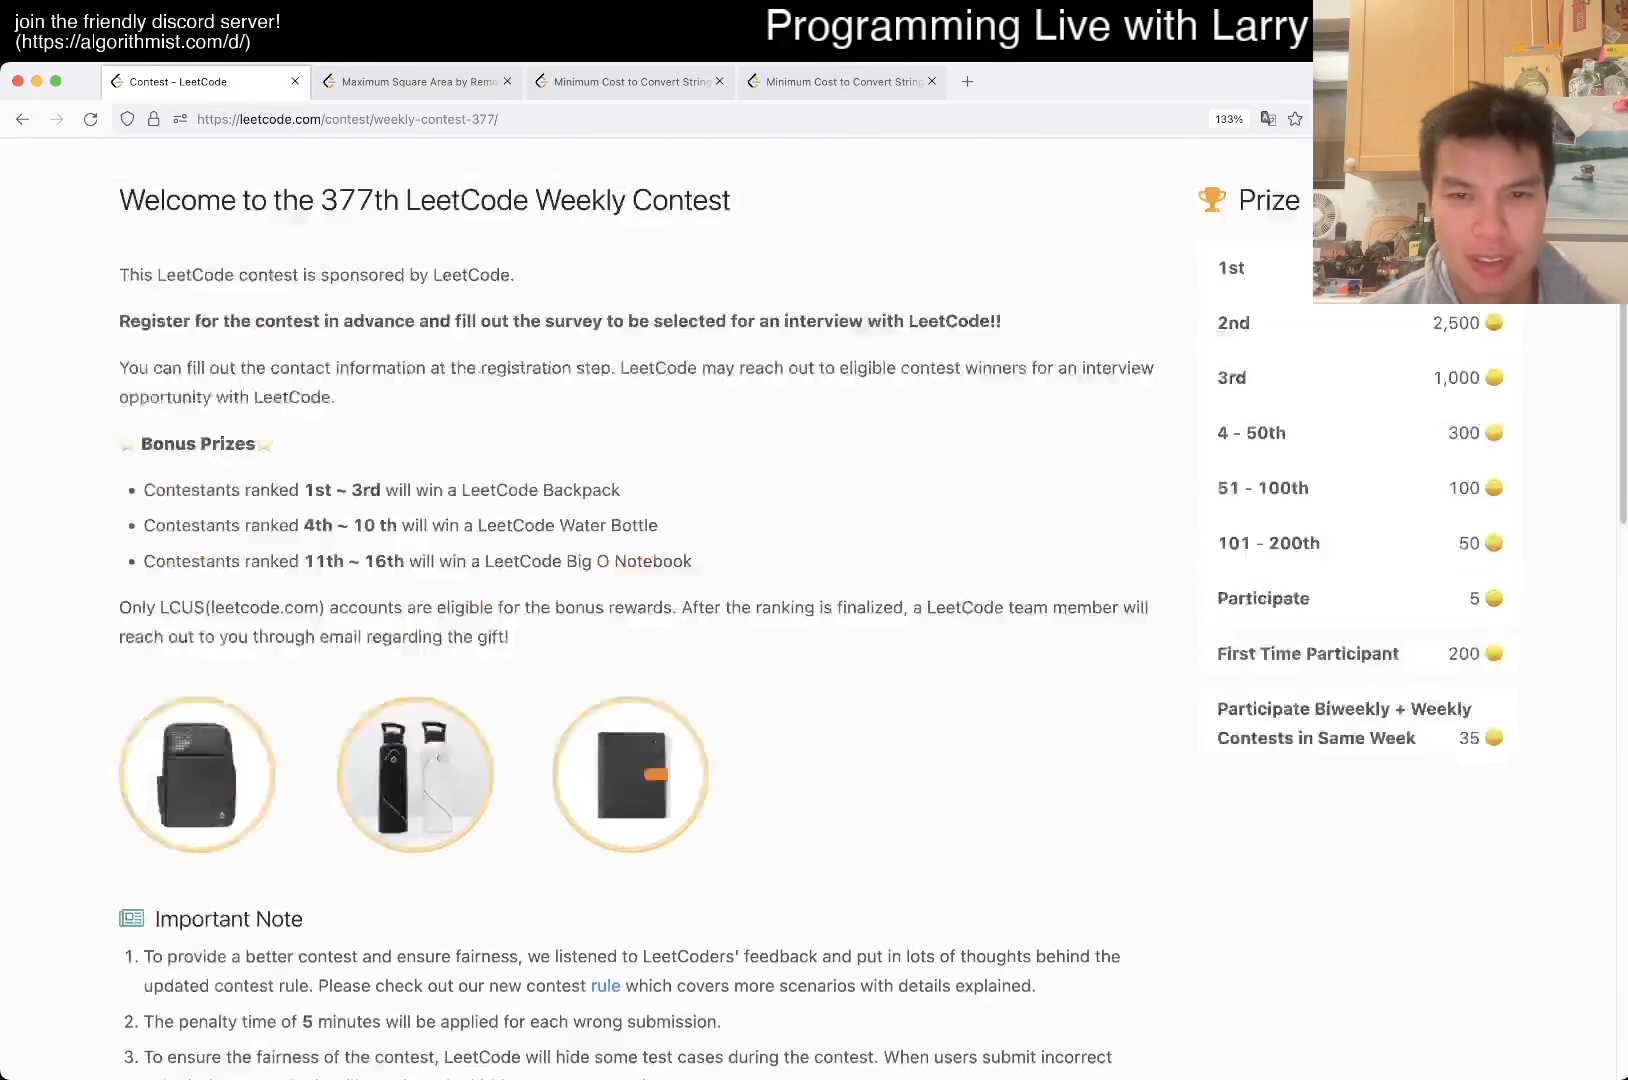 join the friendly discord server!
(https://algorithmist.com/d/)
Programming Live with Larry
Contest - LeetCode
Maximum Square Area by Remo
Minimum Cost to Convert String
Minimum Cost to Convert String
https://leetcode.com/contest/weekly-contest-377/
133%
Welcome to the 377th LeetCode Weekly Contest
This LeetCode contest is sponsored by LeetCode.
Register for the contest in advance and fill out the survey to be selected for an interview with LeetCode!!
You can fill out the contact information at the registration step. LeetCode may reach out to eligible contest winners for an interview
opportunity with LeetCode.
Bonus Prizes
• Contestants ranked 1st ~ 3rd will win a LeetCode Backpack
• Contestants ranked 4th ~ 10 th will win a LeetCode Water Bottle
• Contestants ranked 11th ~ 16th will win a LeetCode Big O Notebook
Only LCUS(leetcode.com) accounts are eligible for the bonus rewards. After the ranking is finalized, a LeetCode team member will
reach out to you through email regarding the gift!
Important Note
1. To provide a better contest and ensure fairness, we listened to LeetCoders' feedback and put in lots of thoughts behind the
updated contest rule. Please check out our new contest rule which covers more scenarios with details explained.
2. The penalty time of 5 minutes will be applied for each wrong submission.
3. To ensure the fairness of the contest, LeetCode will hide some test cases during the contest. When users submit incorrect
Prize
1st
2nd 2,500
3rd 1,000
4 - 50th 300
51 - 100th 100
101 - 200th 50
Participate 5
First Time Participant 200
Participate Biweekly + Weekly
Contests in Same Week 35